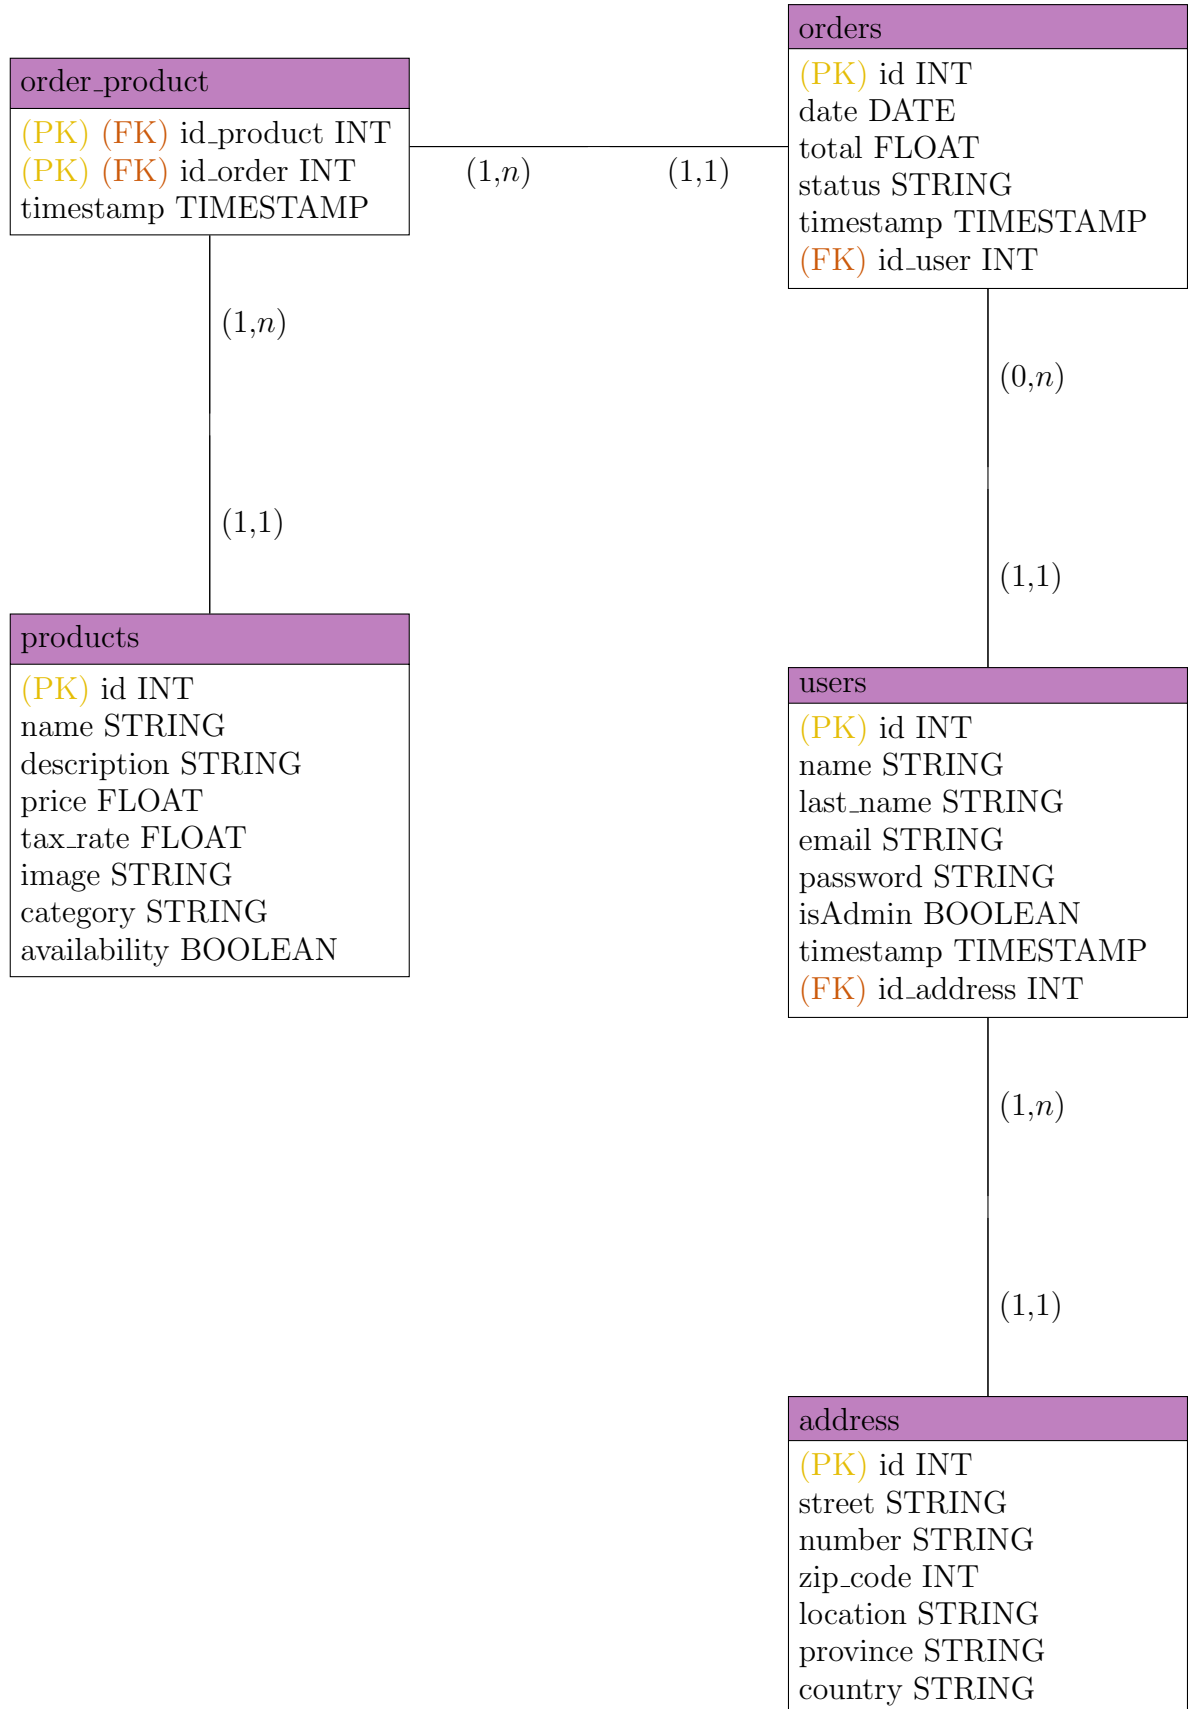 order_product
(PK) (FK) id_product INT
(PK) (FK) id_order INT
timestamp TIMESTAMP
(1,n)
(1,1)
orders
(PK) id INT
date DATE
total FLOAT
status STRING
timestamp TIMESTAMP
(FK) id_user INT
(1,n)
(1,1)
(0,n)
(1,1)
products
(PK) id INT
name STRING
description STRING
price FLOAT
tax_rate FLOAT
image STRING
category STRING
availability BOOLEAN
users
(PK) id INT
name STRING
last_name STRING
email STRING
password STRING
isAdmin BOOLEAN
timestamp TIMESTAMP
(FK) id_address INT
(1,n)
(1,1)
address
(PK) id INT
street STRING
number STRING
zip_code INT
location STRING
province STRING
country STRING